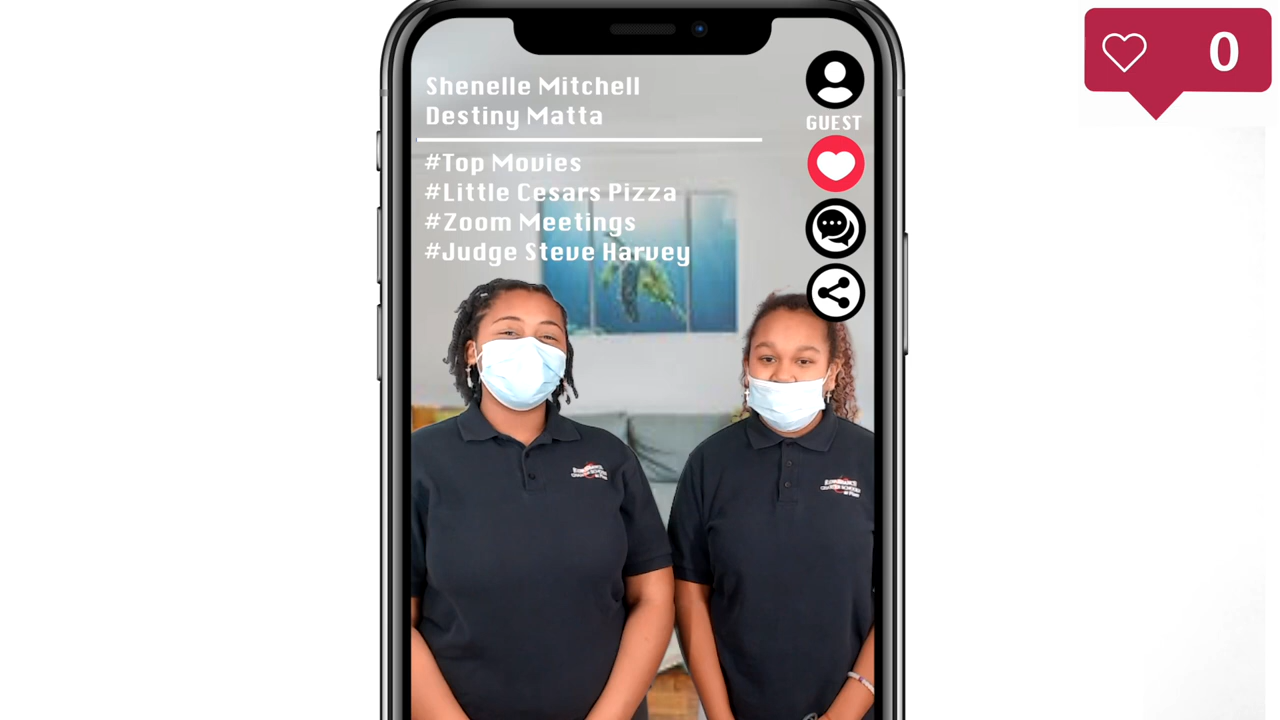 Shenelle Mitchell
Destiny Matta
#Top Movies
#Little Cesars Pizza
#Zoom Meetings
#Judge Steve Harvey
GUEST
0